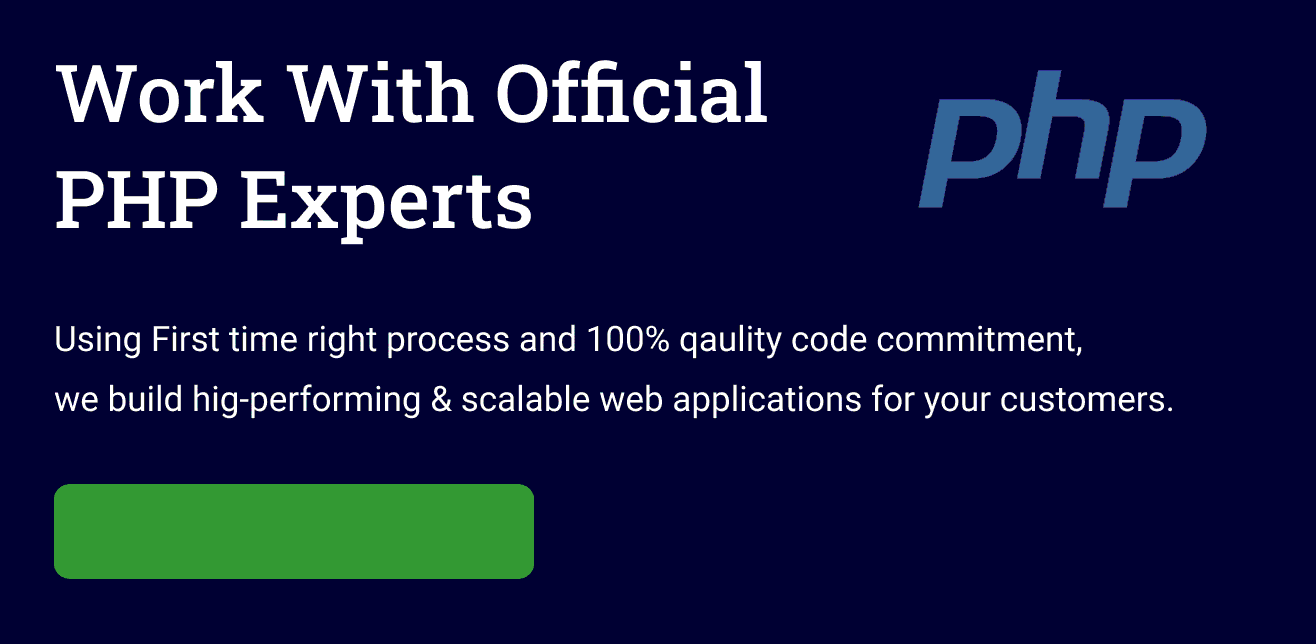 Work With Official
PHP Experts
php
Using First time right process and 100% qaulity code commitment,
we build hig-performing & scalable web applications for your customers.